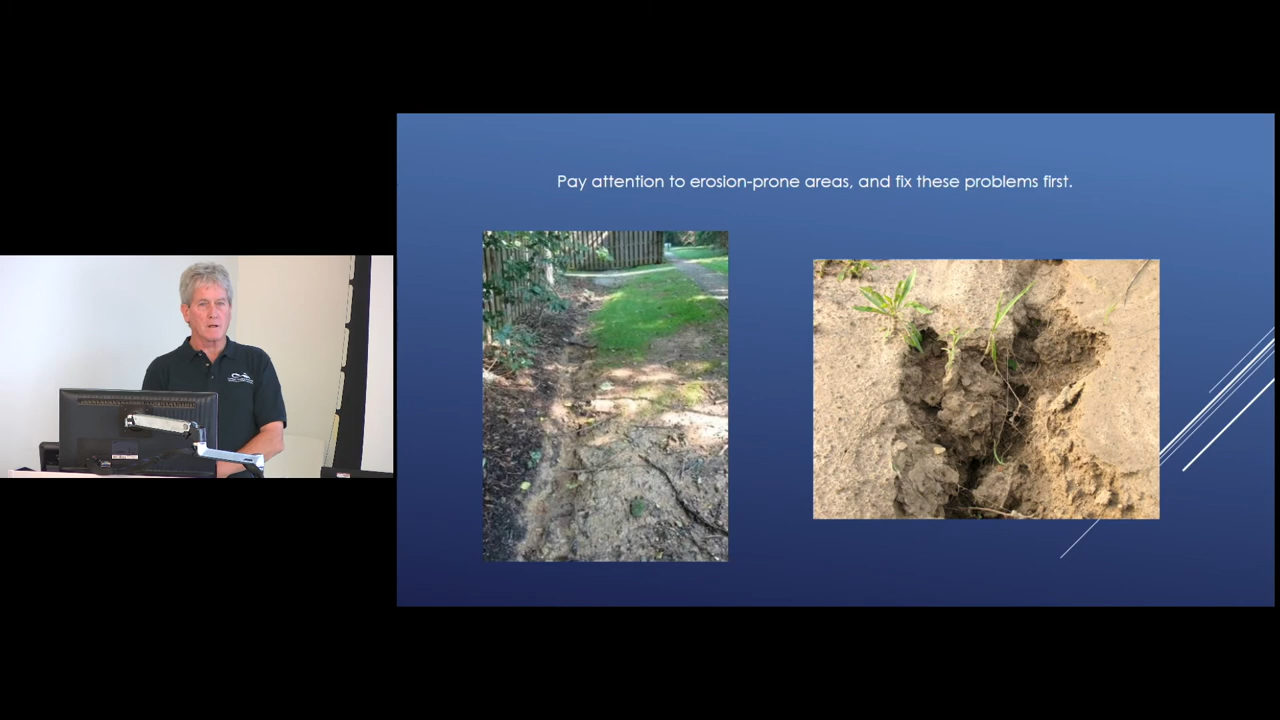 Pay attention to erosion-prone areas, and fix these problems first.